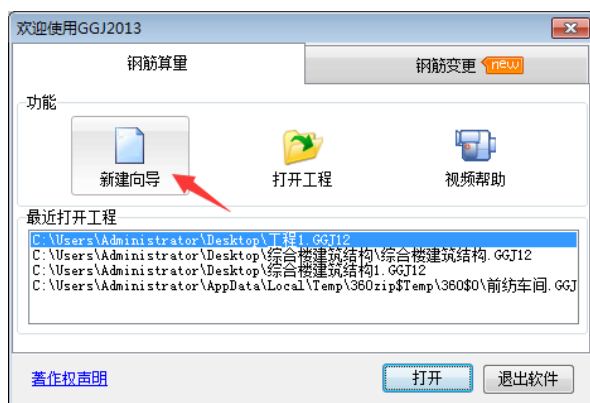 欢迎使用GGJ2013
钢筋算量
钢筋变更 new
功能
新建向导
打开工程
视频帮助
最近打开工程
C:\Users\Administrator\Desktop\工程1.GGJ12
C:\Users\Administrator\Desktop\综合楼建筑结构\综合楼建筑结构.GGJ12
C:\Users\Administrator\Desktop\综合楼建筑结构1.GGJ12
C:\Users\Administrator\AppData\Local\Temp\360zip$Temp\360$0\前纺车间.GGJ
著作权声明
打开
退出软件